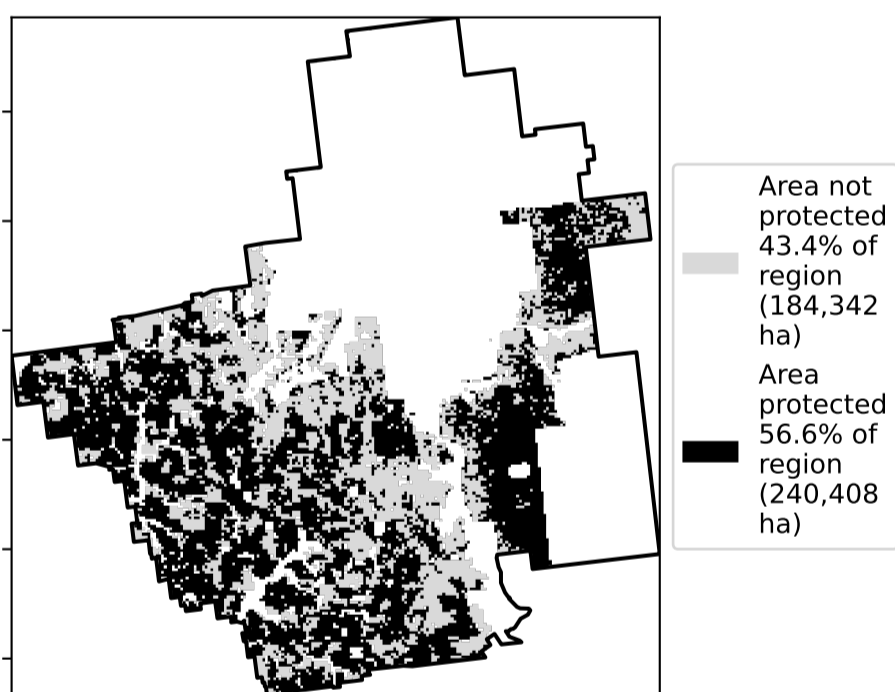 Area not
protected
43.4% of
region
(184,342
ha)
Area
protected
56.6% of
region
(240,408
ha)